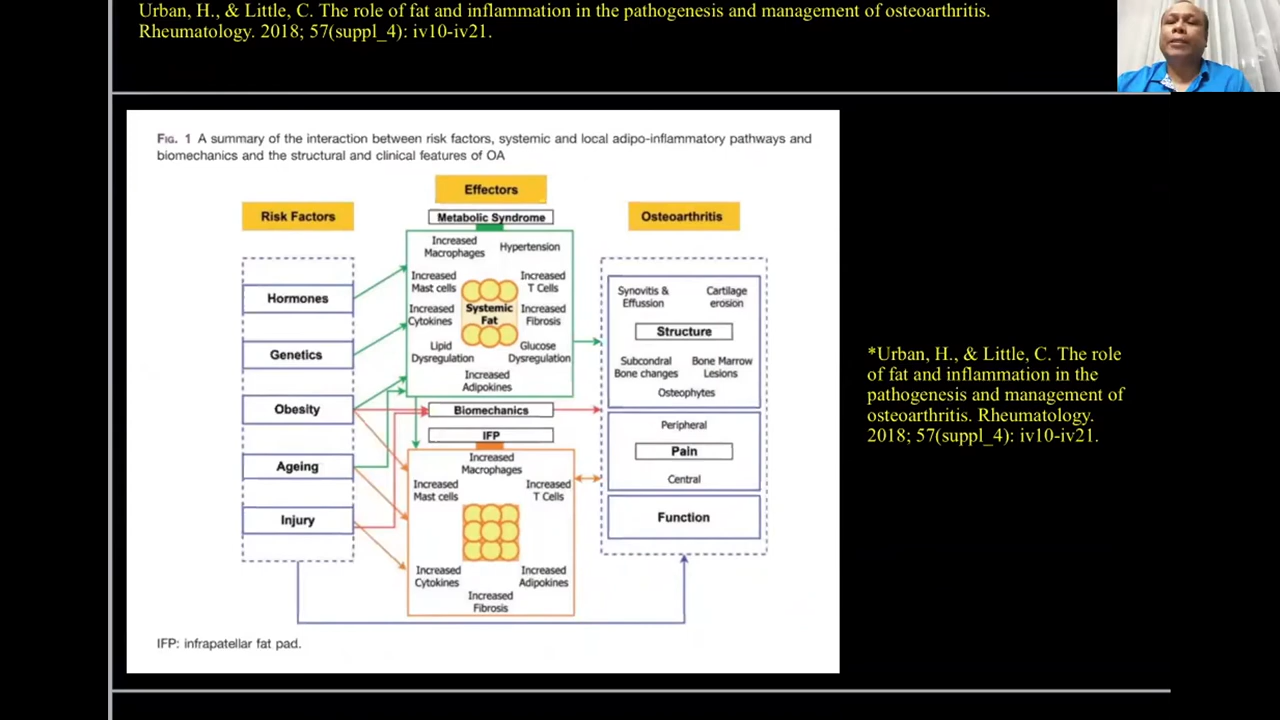 Urban, H., & Little, C. The role of fat and inflammation in the pathogenesis and management of osteoarthritis.
Rheumatology. 2018; 57(suppl_4): iv10-iv21.
FIG. 1 A summary of the interaction between risk factors, systemic and local adipo-inflammatory pathways and
biomechanics and the structural and clinical features of OA
Risk Factors
Hormones
Genetics
Obesity
Ageing
Injury
Effectors
Metabolic Syndrome
Increased
Macrophages
Hypertension
Increased
Mast cells
Increased
T Cells
Increased
Cytokines
Systemic
Fat
Increased
Fibrosis
Lipid
Dysregulation
Glucose
Dysregulation
Increased
Adipokines
Biomechanics
IFP
Increased
Macrophages
Increased
Mast cells
Increased
T Cells
Increased
Cytokines
Increased
Adipokines
Increased
Fibrosis
Osteoarthritis
Synovitis &
Effussion
Cartilage
erosion
Structure
Subcondral
Bone changes
Bone Marrow
Lesions
Osteophytes
Peripheral
Pain
Central
Function
IFP: infrapatellar fat pad.
*Urban, H., & Little, C. The role
of fat and inflammation in the
pathogenesis and management of
osteoarthritis. Rheumatology.
2018; 57(suppl_4): iv10-iv21.